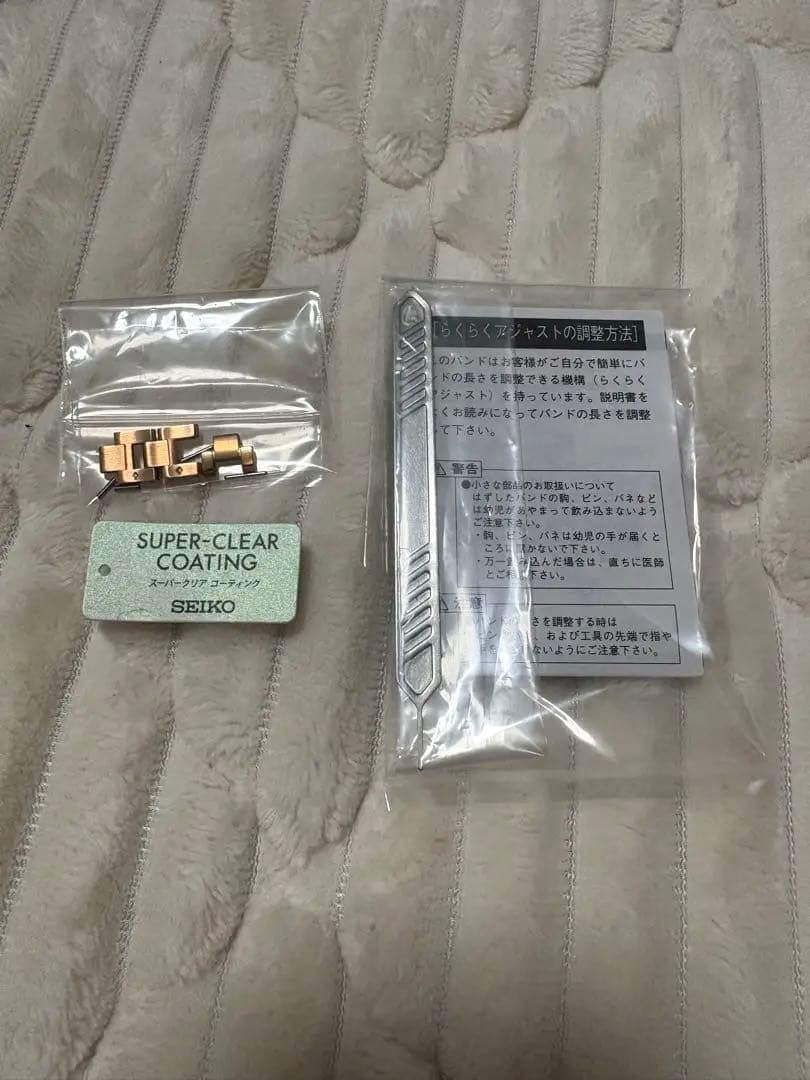 SUPER-CLEAR
COATING
スーパークリア コーティング
SEIKO
[らくらくアジャストの調整方法]
のバンドはお客様がご自分で簡単にバ
ンドの長さを調整できる機構（らくらく
アジャスト）を持っています。説明書を
くお読みになってバンドの長さを調整
て下さい。
警告
●小さな部品のお取扱いについて
はずしたバンドの駒、ピン、バネなど
は幼児があやまって飲み込まないよう
ご注意下さい。
・駒、ピン、バネは幼児の手が届くと
ころに かないで下さい。
・万一 み込んだ場合は、直ちに医師
とご 下さい。
注意
ンドの さを調整する時は
、および工具の先端で指や
ないようにご注意下さい。